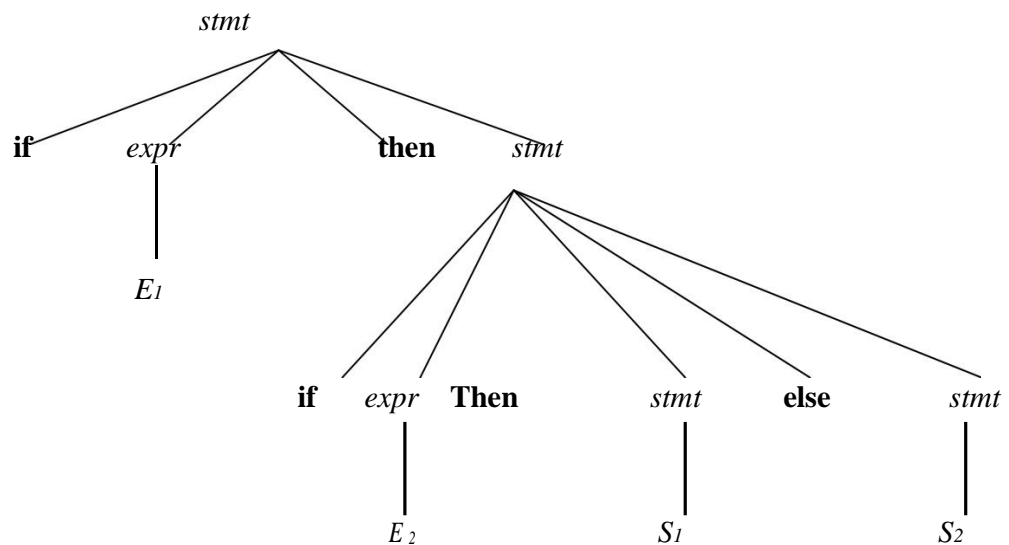 stmt
if expr then stmt
E1
if expr Then stmt else stmt
E2 S1 S2